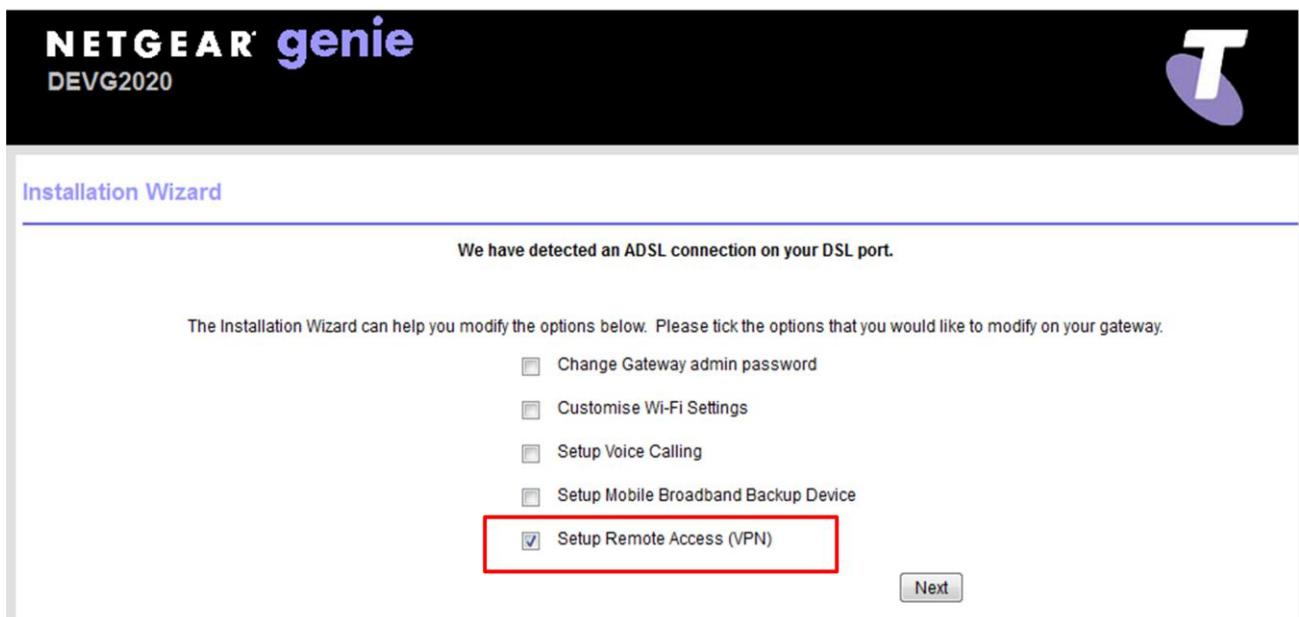 NETGEAR genie
DEVG2020
T
Installation Wizard
We have detected an ADSL connection on your DSL port.
The Installation Wizard can help you modify the options below. Please tick the options that you would like to modify on your gateway.
Change Gateway admin password
Customise Wi-Fi Settings
Setup Voice Calling
Setup Mobile Broadband Backup Device
Setup Remote Access (VPN)
Next